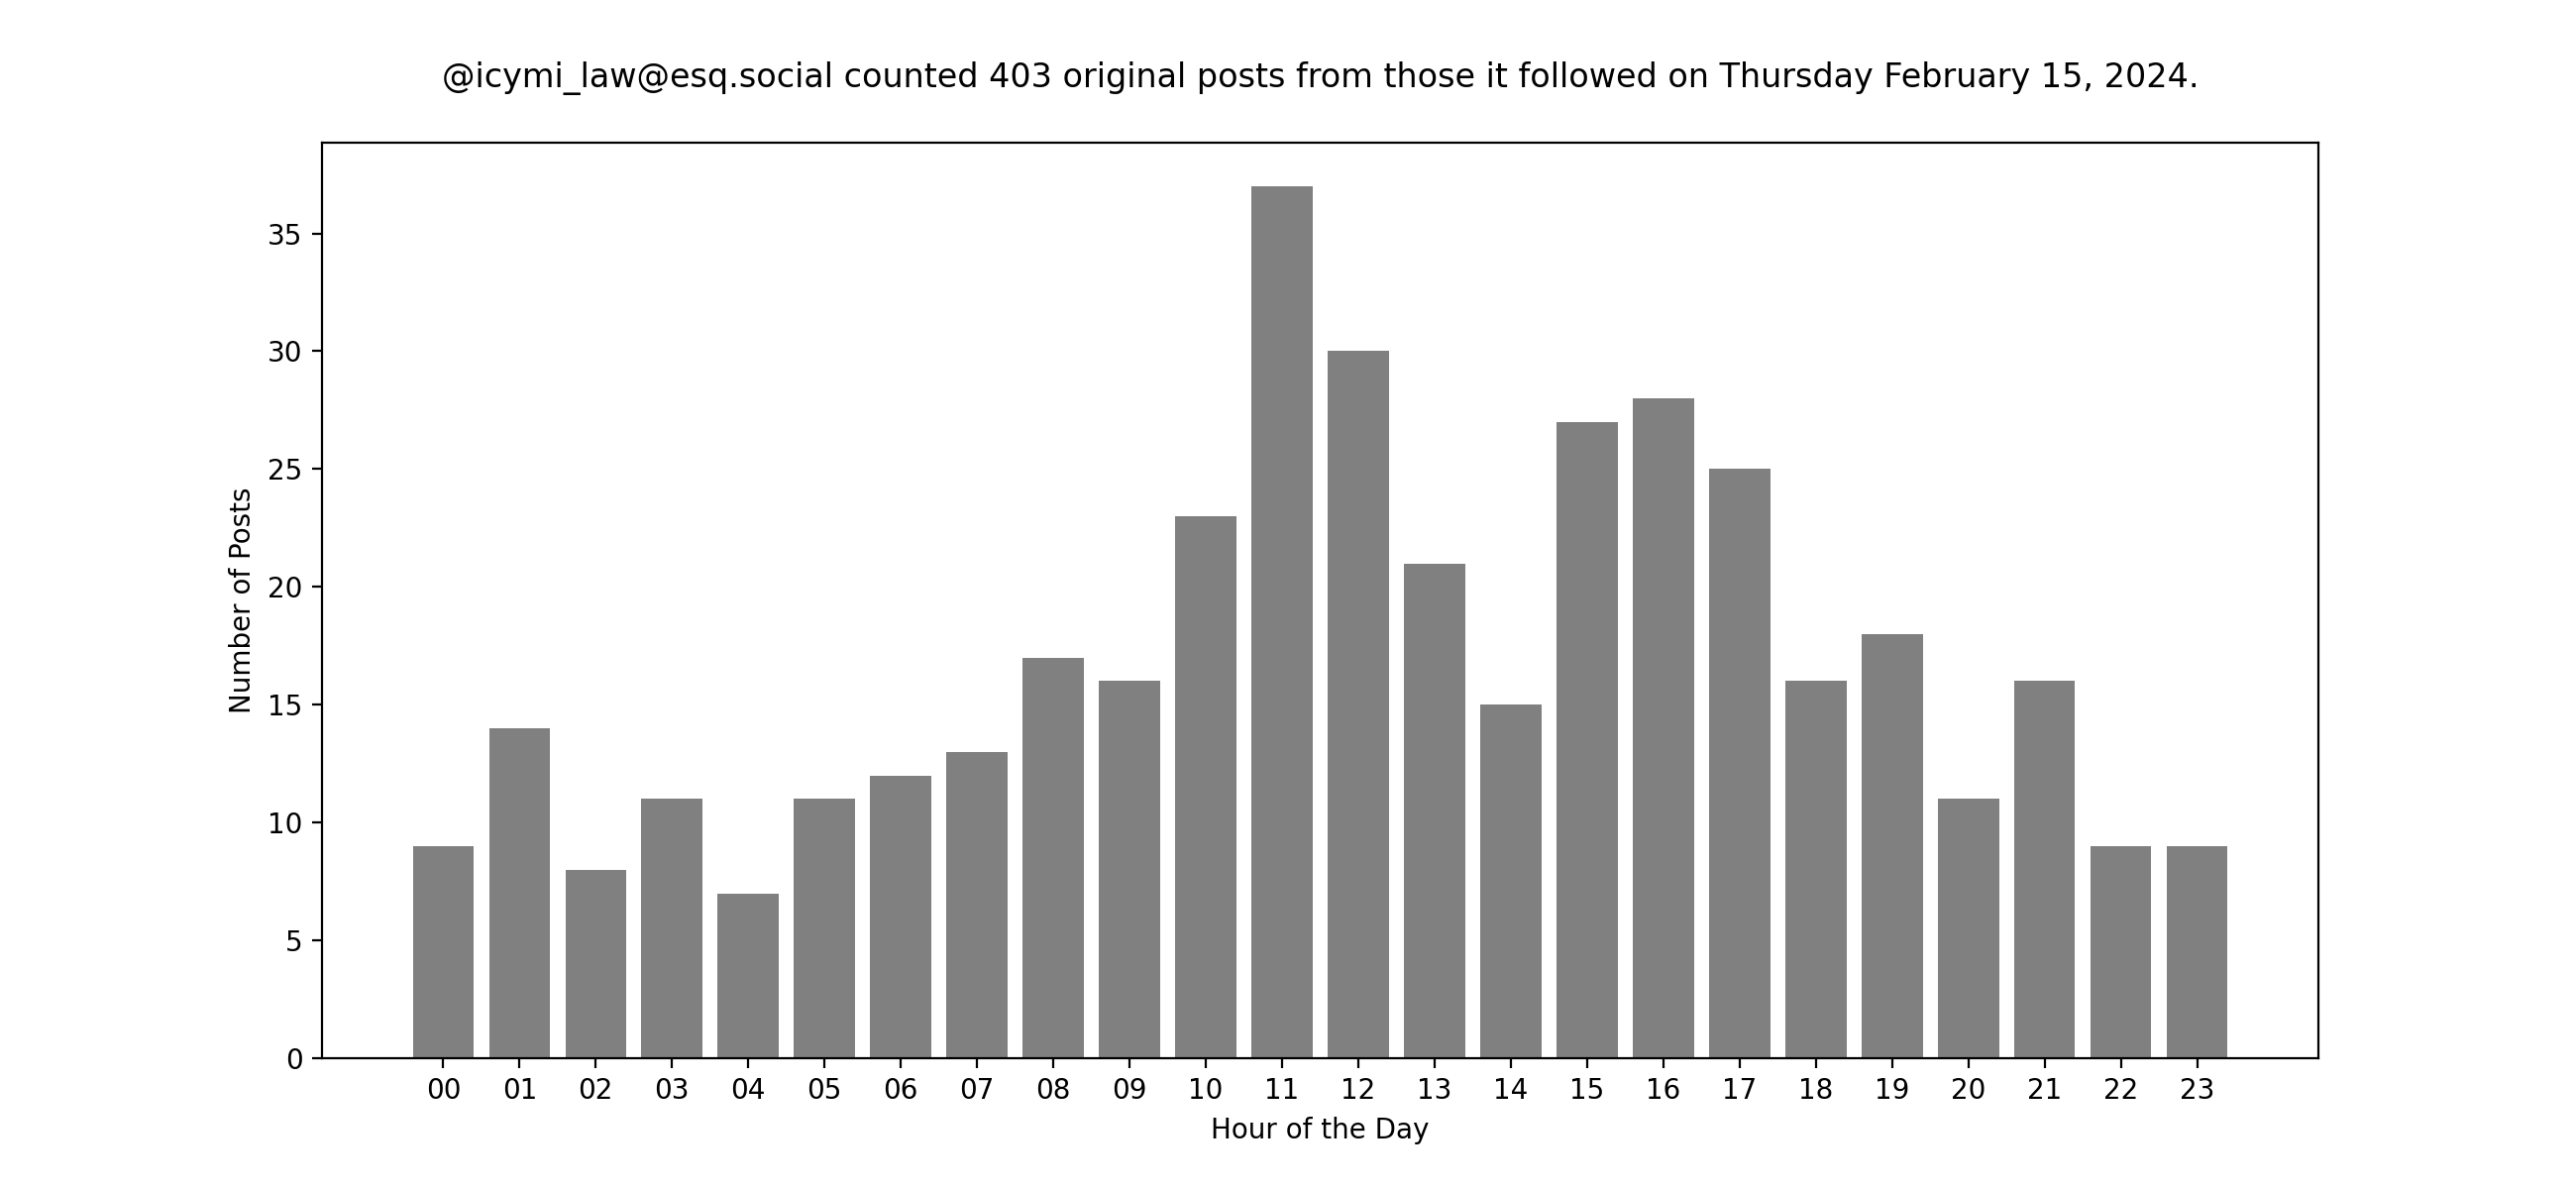 @icymi_law@esq.social counted 403 original posts from those it followed on Thursday February 15, 2024.
35
30
25
20
15
10
5
0
Number of Posts
00 01 02 03 04 05 06 07 08 09 10 11 12 13 14 15 16 17 18 19 20 21 22 23
Hour of the Day